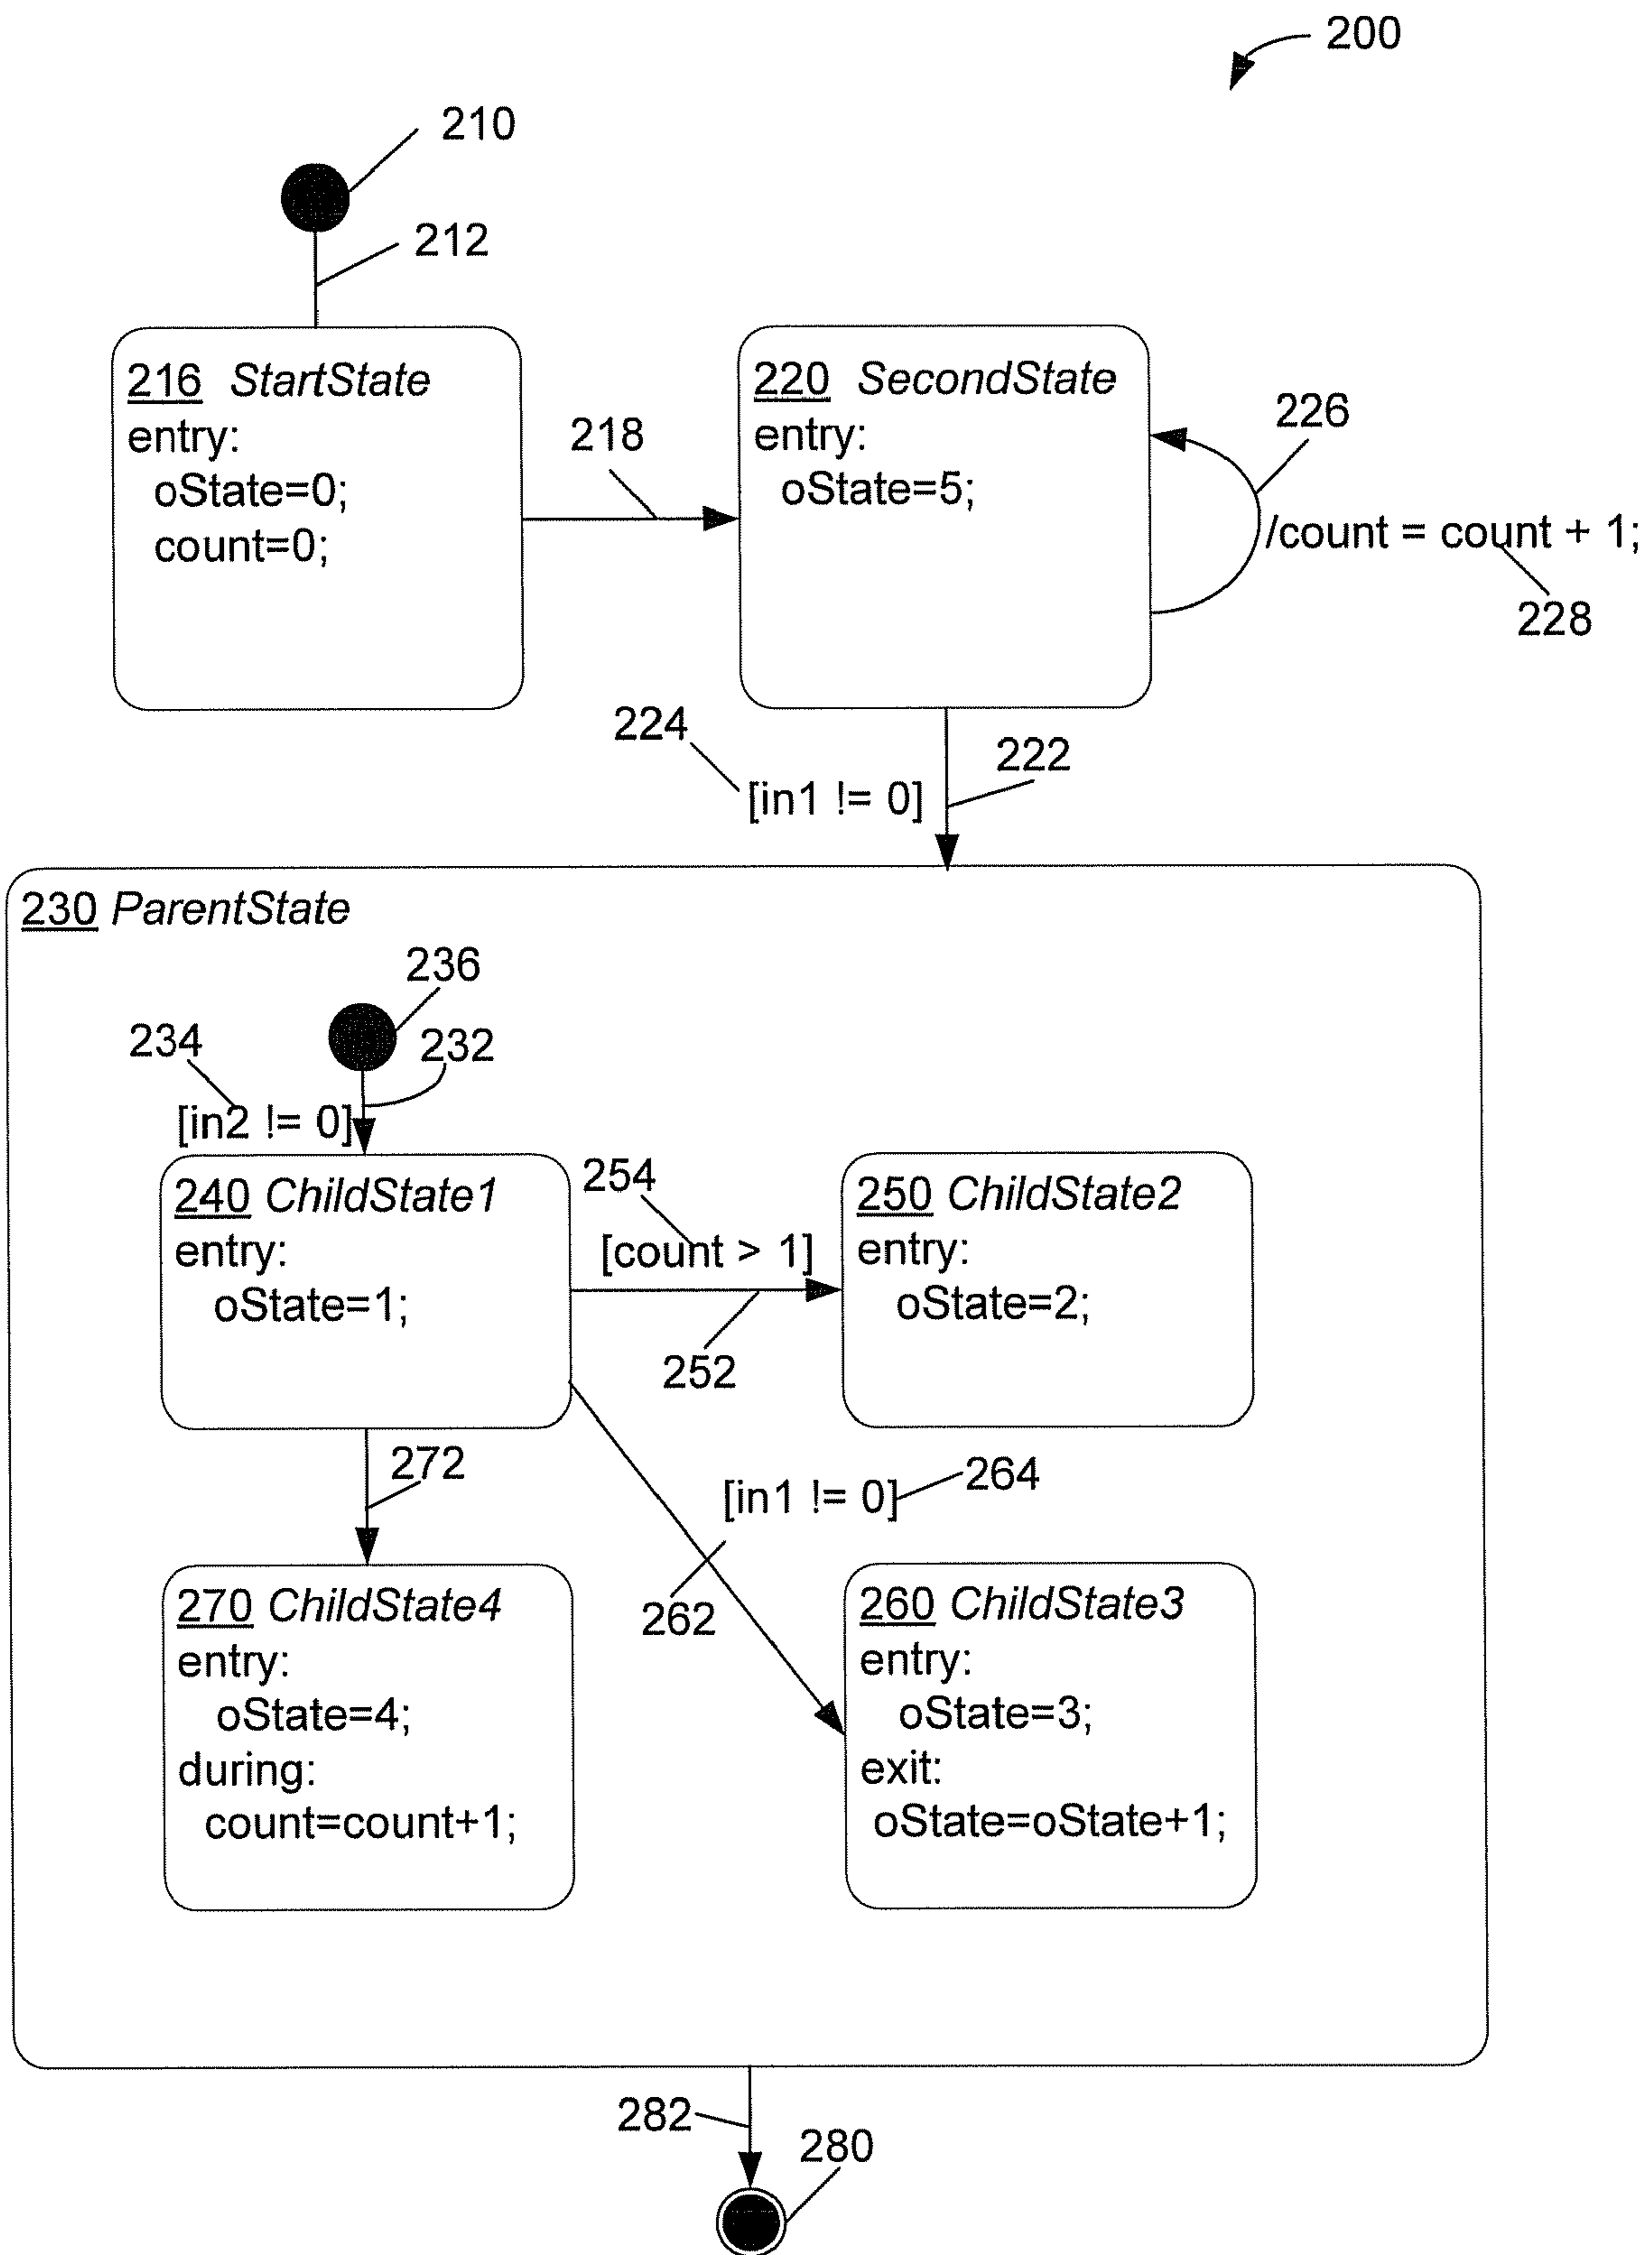 200
210
212
216 StartState
entry:
oState=0;
count=0;
218
220 SecondState
entry:
oState=5;
226
/count = count + 1;
228
224
[in1 != 0]
222
230 ParentState
236
234
232
[in2 != 0]
240 ChildState1
entry:
oState=1;
254
[count > 1]
252
250 ChildState2
entry:
oState=2;
272
[in1 != 0]
264
262
270 ChildState4
entry:
oState=4;
during:
count=count+1;
260 ChildState3
entry:
oState=3;
exit:
oState=oState+1;
282
280